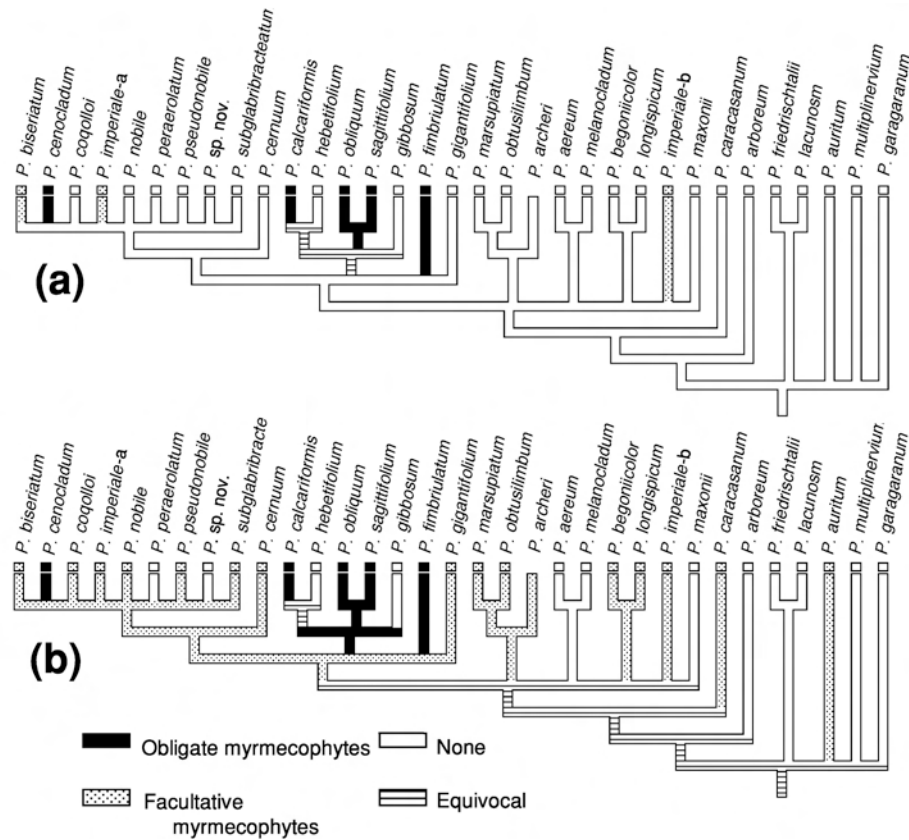 P. biseriatum
P. cenocladum
P. coqolloi
P. imperiale-a
P. nobile
P. peraerolatum
P. pseudonobile
sp. nov.
P. subglabribracteatun
P. cernuum
P. calcariformis
P. hebetifolium
P. obliquum
P. sagittifolium
P. gibbosum
P. fimbriulatum
P. gigantifolium
P. marsupiatum
P. obtusilimbum
P. archeri
P. aereum
P. melanocladum
P. begoniicolor
P. longispicum
P. imperiale-b
P. maxonii
P. caracasanum
P. arboreum
P. friedrischtalii
P. lacunosm
P. auritum
P. multiplinervium
P. garagaranum
(a)
P. biseriatum
P. cenocladum
P. coqolloi
P. imperiale-a
P. nobile
P. peraerolatum
P. pseudonobile
sp. nov.
P. subglabribracte
P. cernuum
P. calcariformis
P. hebetifolium
P. obliquum
P. sagittifolium
P. gibbosum
P. fimbriulatum
P. gigantifolium
P. marsupiatum
P. obtusilimbum
P. archeri
P. aereum
P. melanocladum
P. begoniicolor
P. longispicum
P. imperiale-b
P. maxonii
P. caracasanum
P. arboreum
P. friedrischtalii
P. lacunosm
P. auritum
P. multiplinervium
P. garagaranum
(b)
Obligate myrmecophytes
None
Facultative
myrmecophytes
Equivocal